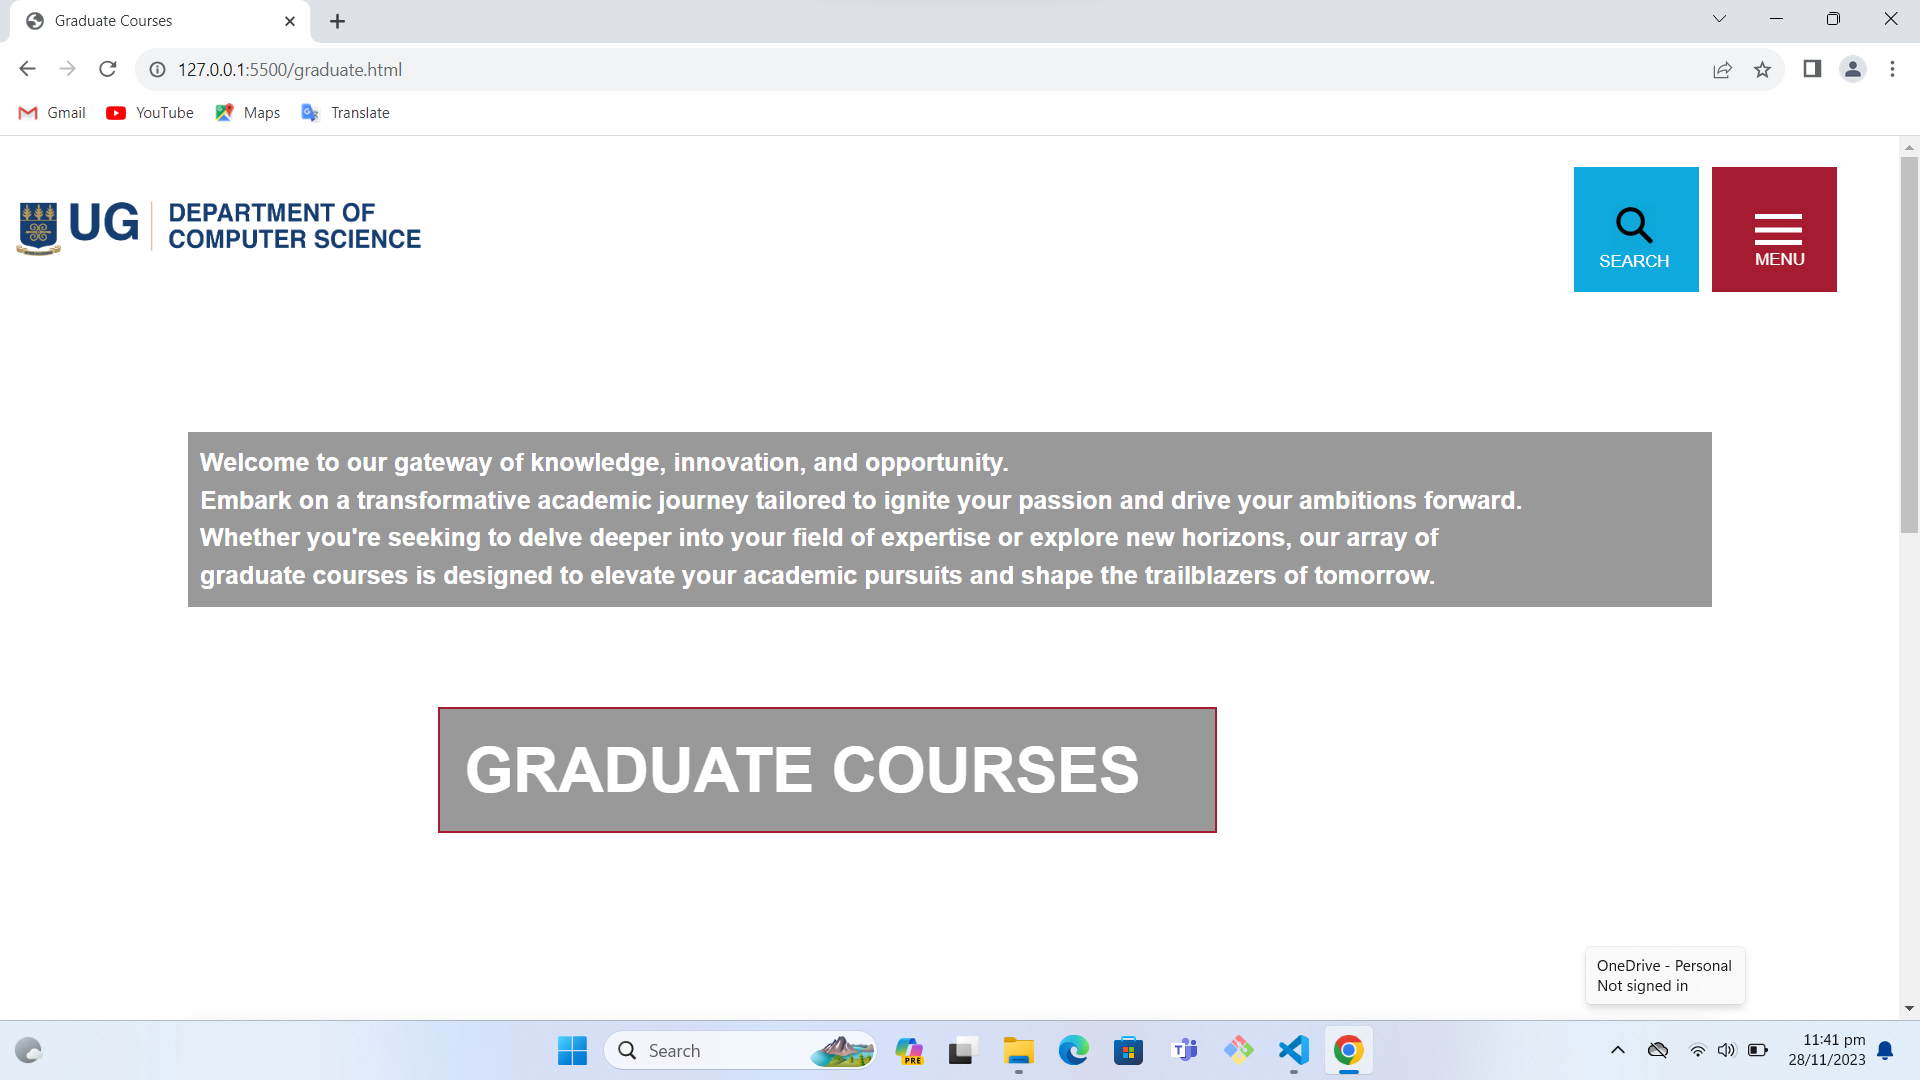 Graduate Courses
127.0.0.1:5500/graduate.html
Gmail
YouTube
Maps
Translate
UG
DEPARTMENT OF
COMPUTER SCIENCE
SEARCH
MENU
Welcome to our gateway of knowledge, innovation, and opportunity.
Embark on a transformative academic journey tailored to ignite your passion and drive your ambitions forward.
Whether you're seeking to delve deeper into your field of expertise or explore new horizons, our array of
graduate courses is designed to elevate your academic pursuits and shape the trailblazers of tomorrow.
GRADUATE COURSES
OneDrive - Personal
Not signed in
Search
PRE
11:41 pm
28/11/2023